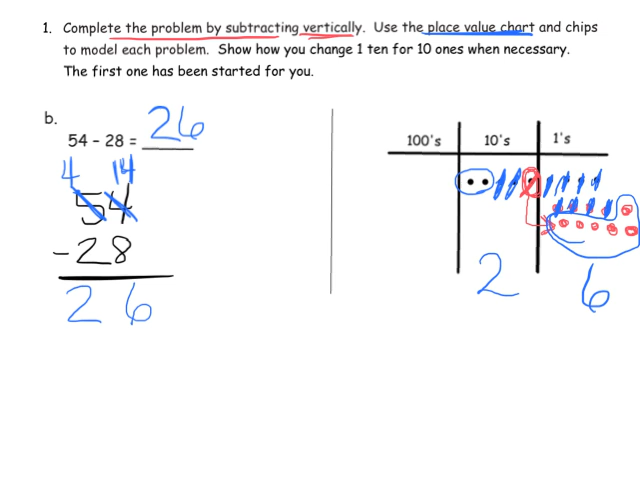 1. Complete the problem by subtracting vertically. Use the place value chart and chips
to model each problem. Show how you change 1 ten for 10 ones when necessary.
The first one has been started for you.
b.
54 - 28 = 26
4 14
54
-28
26
100's 10's 1's
2 6